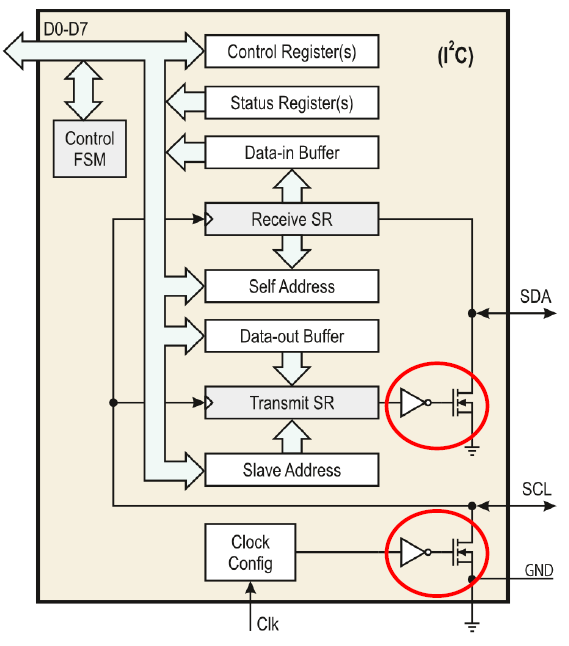 D0-D7
Control Register(s)
(I²C)
Status Register(s)
Control
FSM
Data-in Buffer
Receive SR
Self Address
SDA
Data-out Buffer
Transmit SR
Slave Address
SCL
Clock
Config
GND
Clk